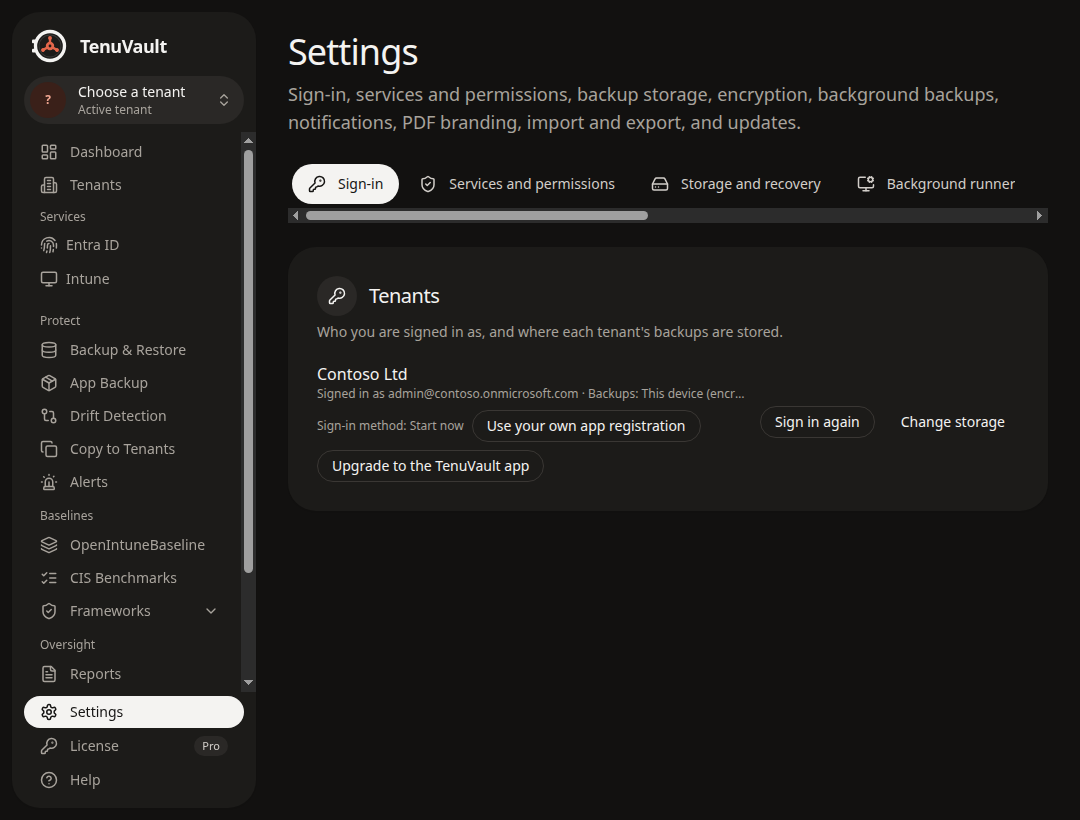 TenuVault
?
Choose a tenant
Active tenant
Dashboard
Tenants
Services
Entra ID
Intune
Protect
Backup & Restore
App Backup
Drift Detection
Copy to Tenants
Alerts
Baselines
OpenIntuneBaseline
CIS Benchmarks
Frameworks
Oversight
Reports
Settings
License
Pro
Help
Settings
Sign-in, services and permissions, backup storage, encryption, background backups,
notifications, PDF branding, import and export, and updates.
Sign-in
Services and permissions
Storage and recovery
Background runner
Tenants
Who you are signed in as, and where each tenant's backups are stored.
Contoso Ltd
Signed in as admin@contoso.onmicrosoft.com · Backups: This device (encr...
Sign-in method: Start now
Use your own app registration
Upgrade to the TenuVault app
Sign in again
Change storage